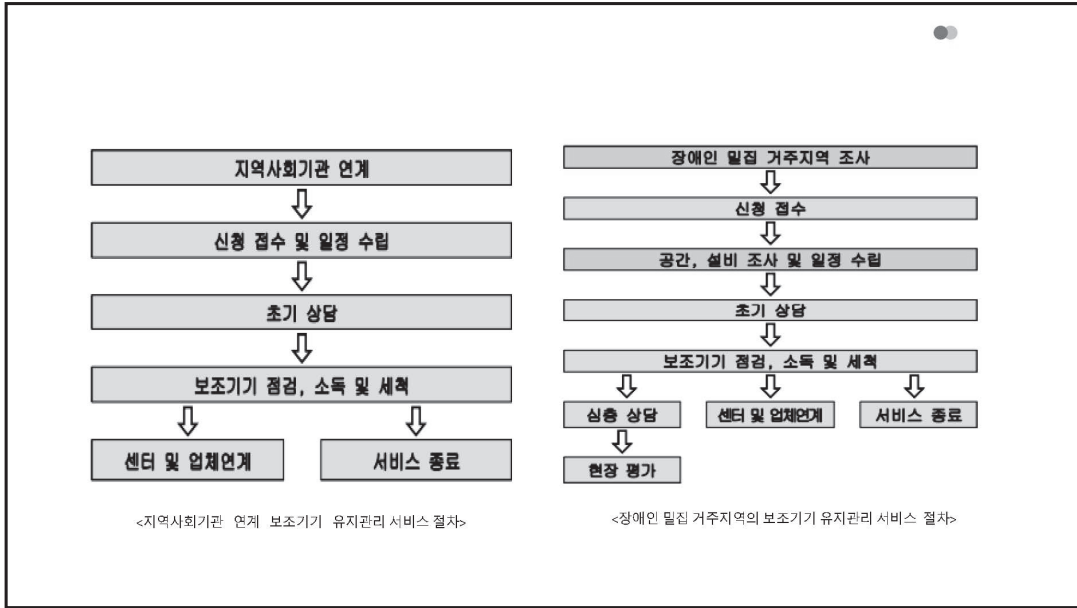 지역사회기관 연계
신청 접수 및 일정 수립
초기 상담
보조기기 점검, 소독 및 세척
센터 및 업체연계
서비스 종료
<지역사회기관 연계 보조기기 유지관리 서비스 절차>
장애인 밀집 거주지역 조사
신청 접수
공간, 설비 조사 및 일정 수립
초기 상담
보조기기 점검, 소독 및 세척
심층 상담
센터 및 업체연계
서비스 종료
현장 평가
<장애인 밀집 거주지역의 보조기기 유지관리 서비스 절차>